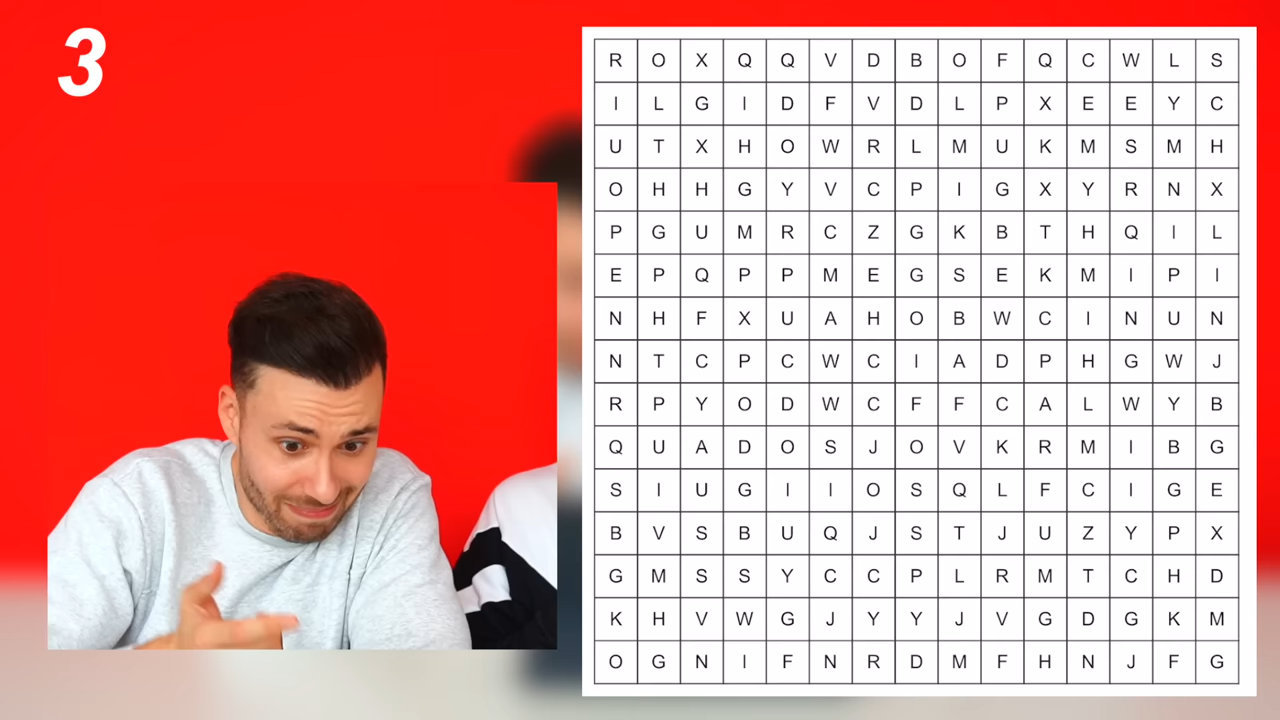 3
R O X Q Q V D B O F Q C W L S
I L G I D F V D L P X E E Y C
U T X H O W R L M U K M S M H
O H H G Y V C P I G X Y R N X
P G U M R C Z G K B T H Q I L
E P Q P P M E G S E K M I P I
N H F X U A H O B W C I N U N
N T C P C W C I A D P H G W J
R P Y O D W C F F C A L W Y B
Q U A D O S J O V K R M I B G
S I U G I I O S Q L F C I G E
B V S B U Q J S T J U Z Y P X
G M S S Y C C P L R M T C H D
K H V W G J Y Y J V G D G K M
O G N I F N R D M F H N J F G